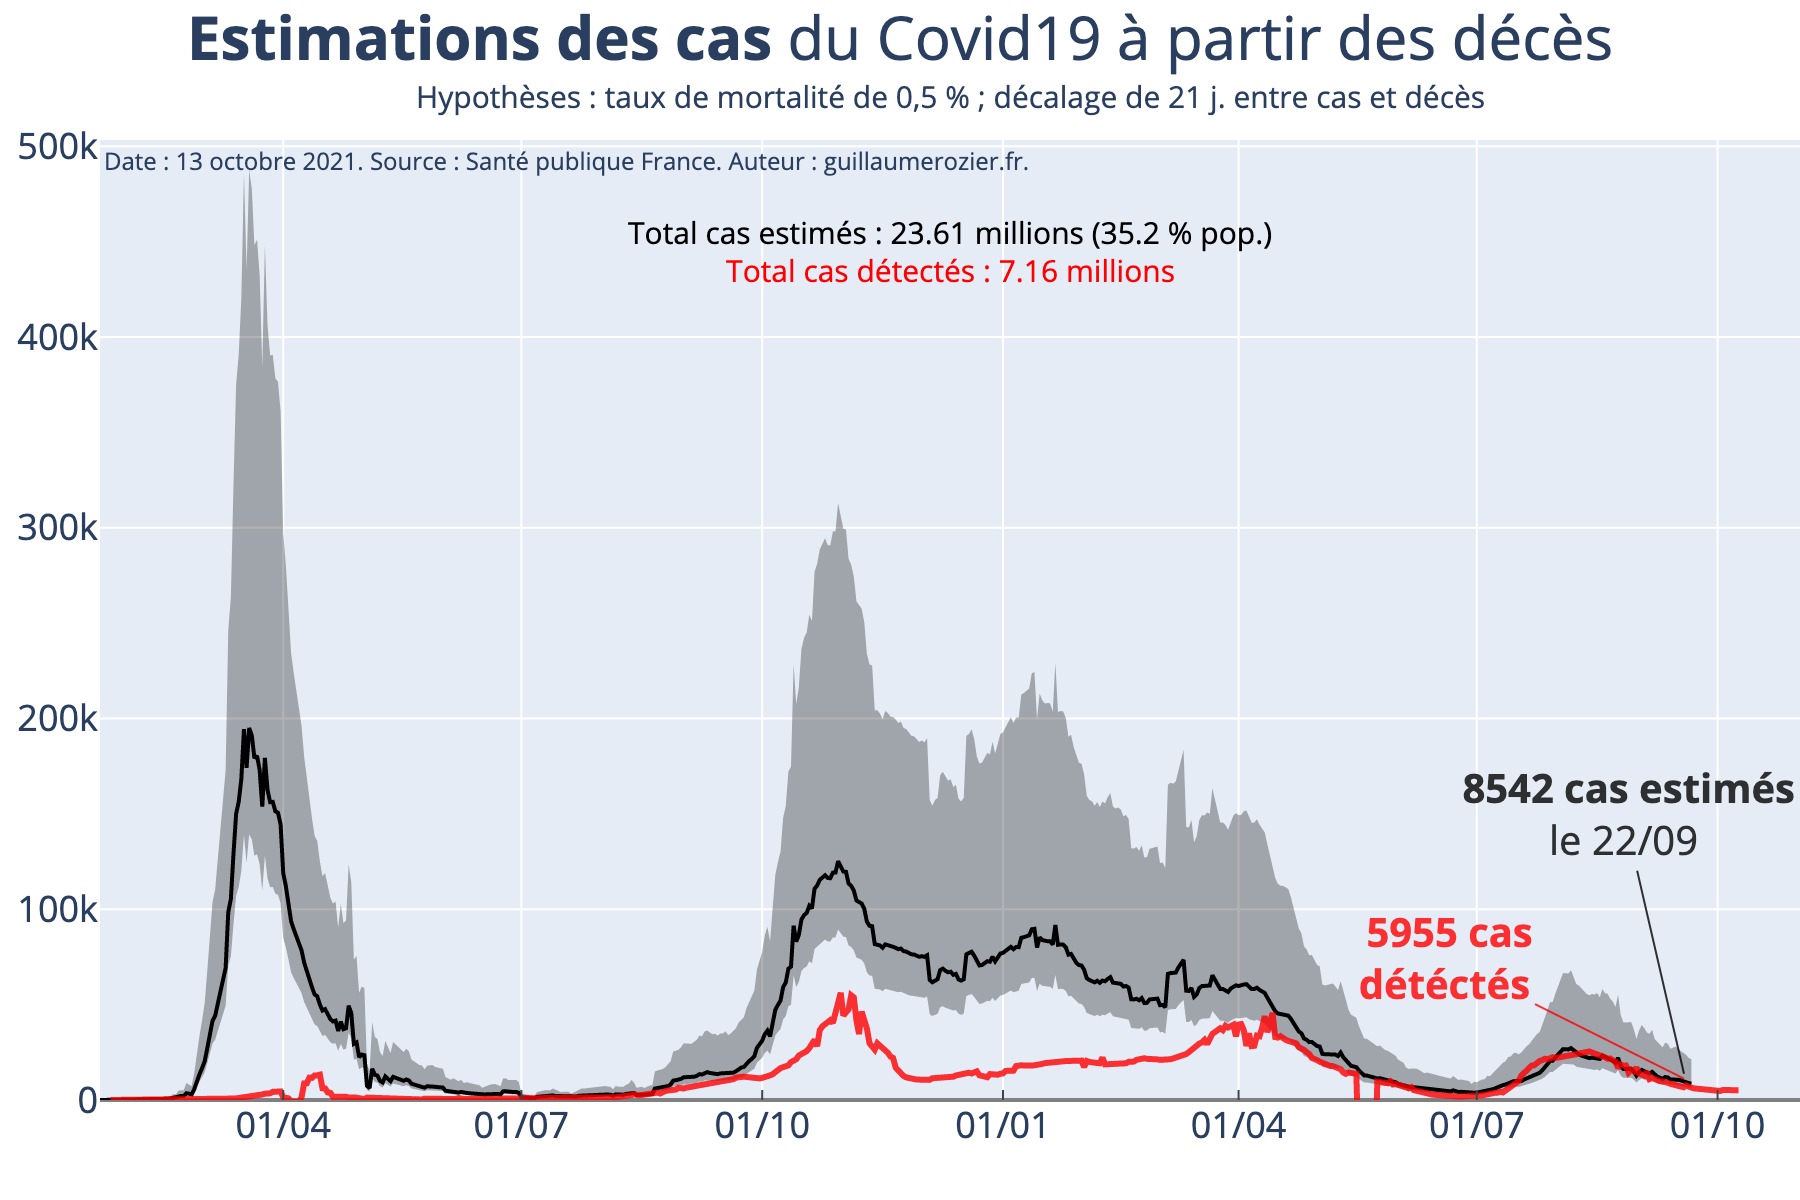 Estimations des cas du Covid19 à partir des décès
Hypothèses : taux de mortalité de 0,5 % ; décalage de 21 j. entre cas et décès
500k
Date : 13 octobre 2021. Source : Santé publique France. Auteur : guillaumerozier.fr.
Total cas estimés : 23.61 millions (35.2 % pop.)
Total cas détectés : 7.16 millions
400k
300k
200k
8542 cas estimés
le 22/09
100k
5955 cas
détéctés
0
01/04 01/07 01/10 01/01 01/04 01/07 01/10